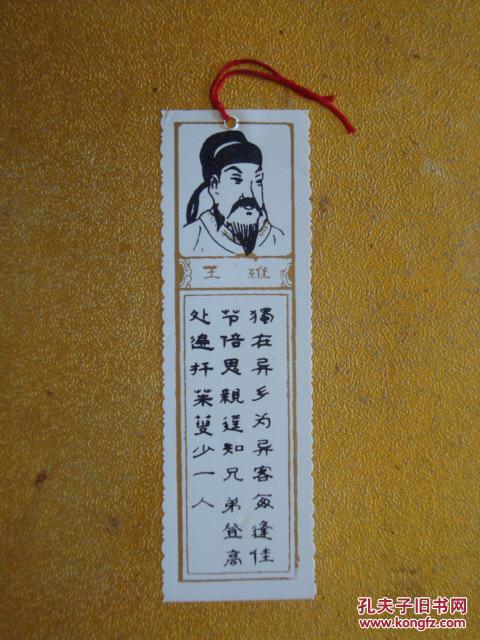 王維
獨在异乡为异客每逢佳
节倍思親遥知兄弟登高
处遍扦茱萸少一人
孔夫子旧书网
www.kongfz.com